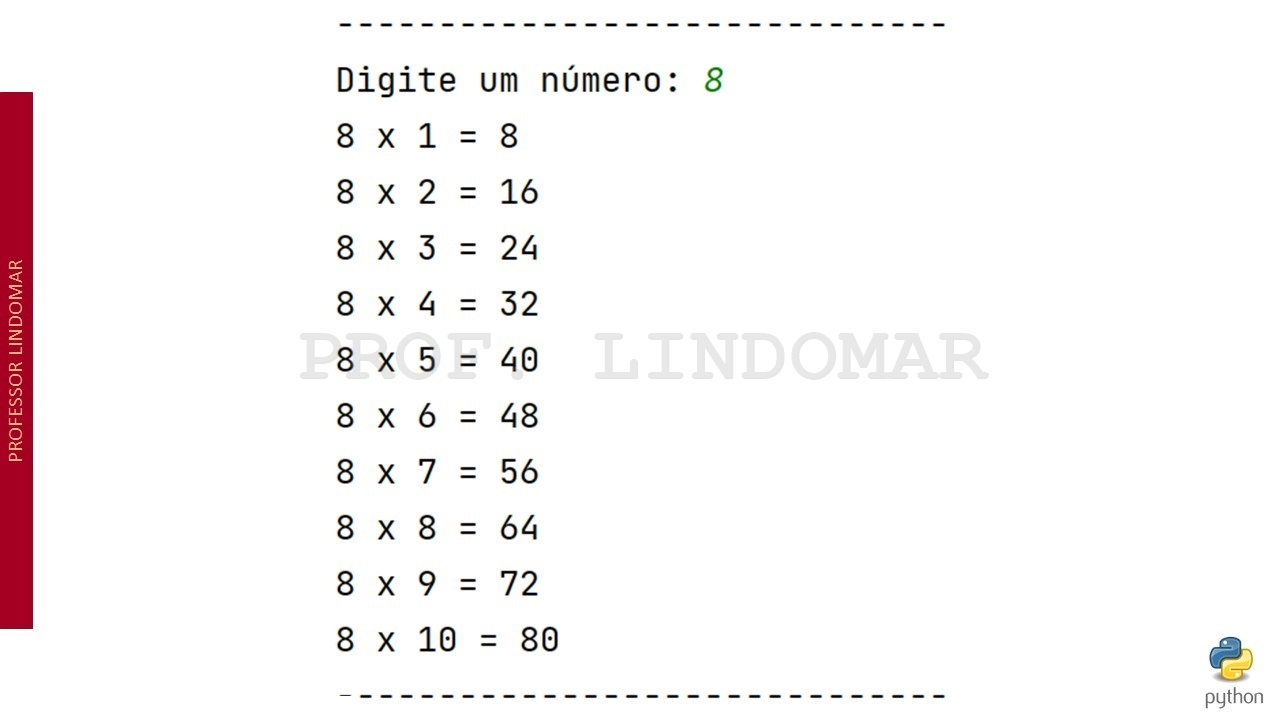 ------------------------------
Digite um número: 8
8 x 1 = 8
8 x 2 = 16
8 x 3 = 24
8 x 4 = 32
8 x 5 = 40
8 x 6 = 48
8 x 7 = 56
8 x 8 = 64
8 x 9 = 72
8 x 10 = 80
------------------------------
PROF. LINDOMAR
PROFESSOR LINDOMAR
python